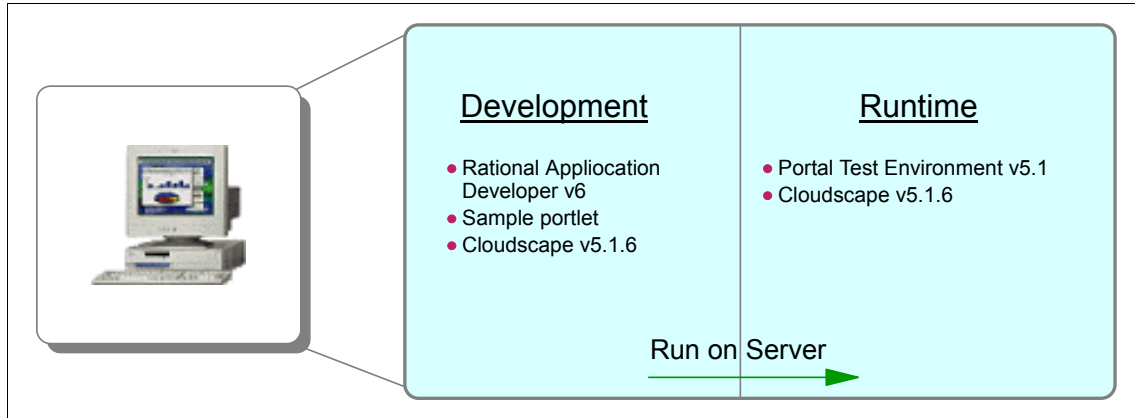 Development
• Rational Appliocation
Developer v6
• Sample portlet
• Cloudscape v5.1.6
Runtime
• Portal Test Environment v5.1
• Cloudscape v5.1.6
Run on Server